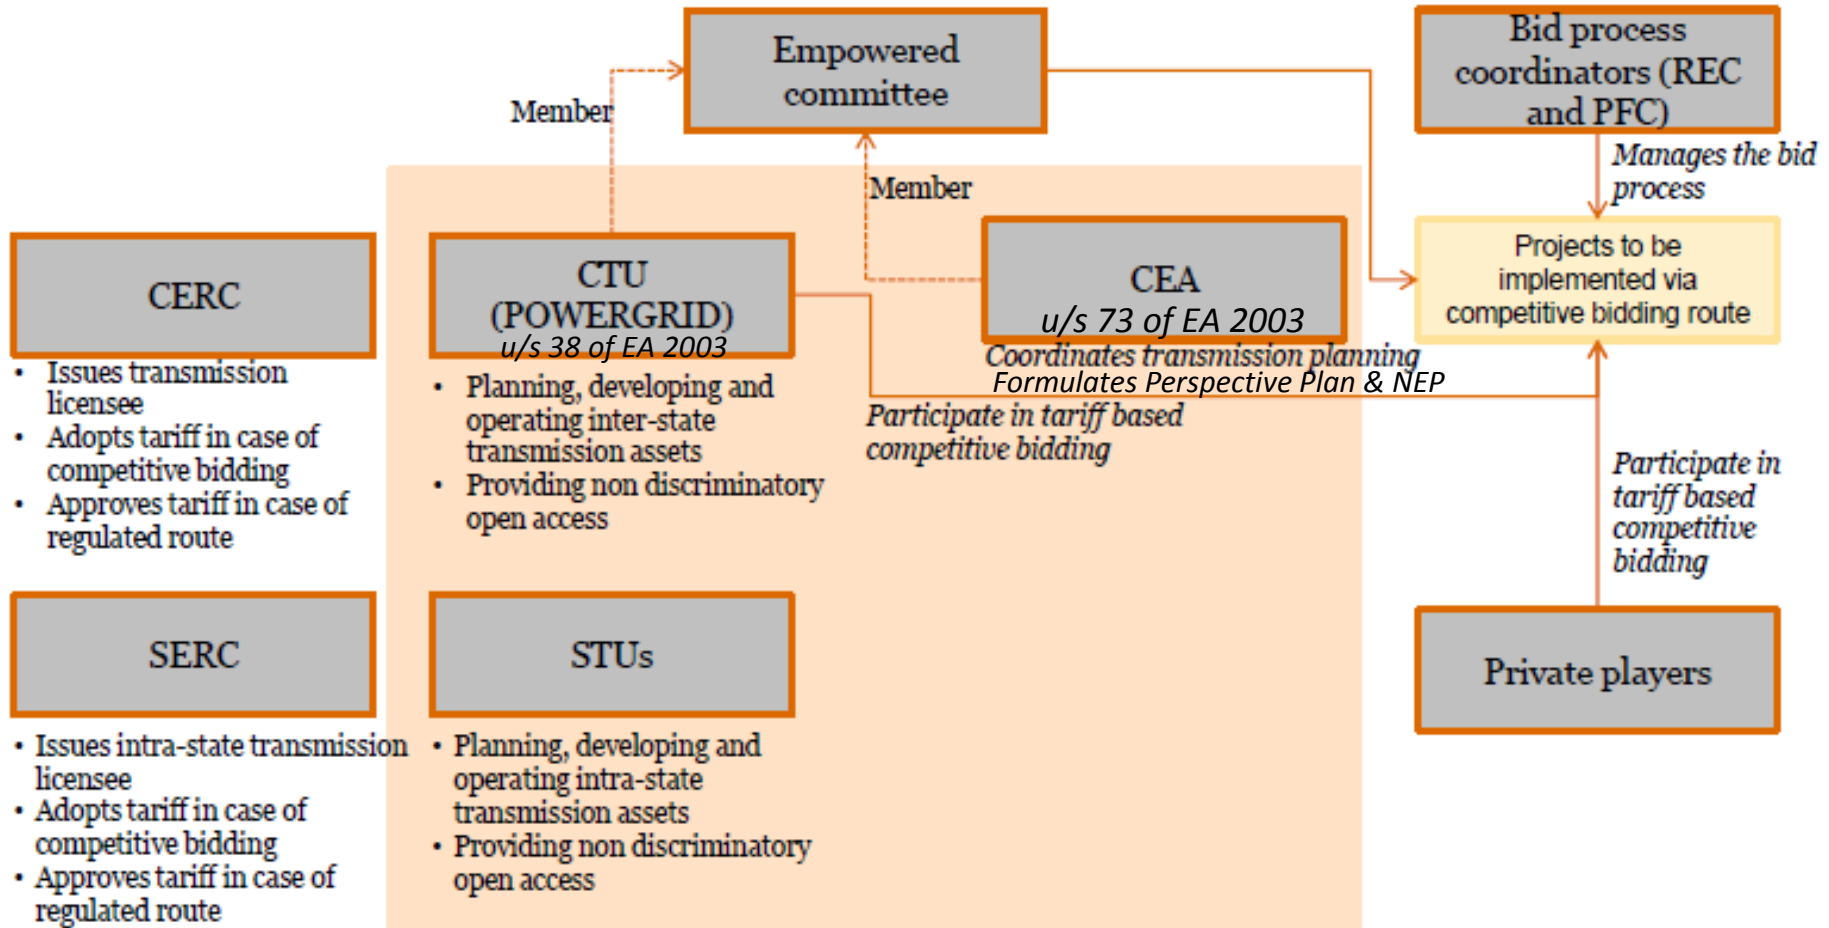 Empowered
committee
Bid process
coordinators (REC
and PFC)
Member
Manages the bid
process
Member
CERC
CTU
(POWERGRID)
u/s 38 of EA 2003
CEA
u/s 73 of EA 2003
Projects to be
implemented via
competitive bidding route
• Issues transmission
licensee
• Adopts tariff in case of
competitive bidding
• Approves tariff in case of
regulated route
• Planning, developing and
operating inter-state
transmission assets
• Providing non discriminatory
open access
Coordinates transmission planning
Formulates Perspective Plan & NEP
Participate in tariff based
competitive bidding
Participate in
tariff based
competitive
bidding
SERC
STUs
Private players
• Issues intra-state transmission
licensee
• Adopts tariff in case of
competitive bidding
• Approves tariff in case of
regulated route
• Planning, developing and
operating intra-state
transmission assets
• Providing non discriminatory
open access